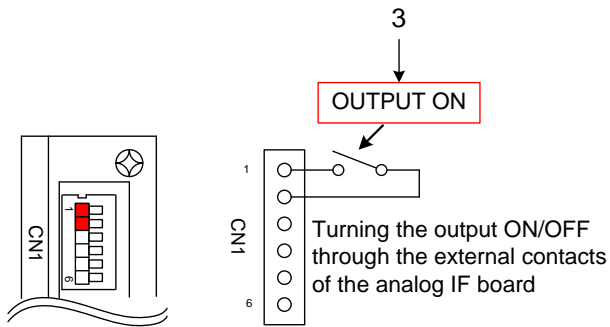 3
OUTPUT ON
CN1
1
6
CN1
1
6
Turning the output ON/OFF
through the external contacts
of the analog IF board